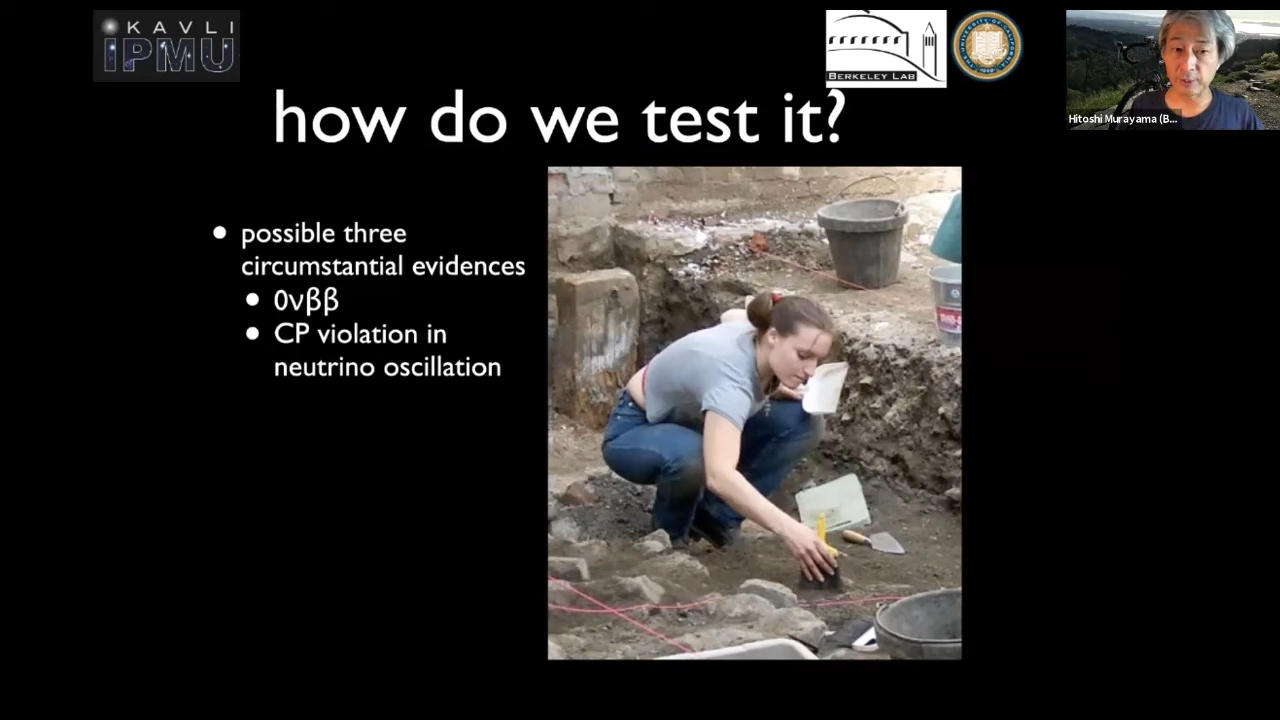 KAVLI
IPMU
BERKELEY LAB
Hitoshi Murayama (B...
how do we test it?
possible three
circumstantial evidences
0νββ
CP violation in
neutrino oscillation